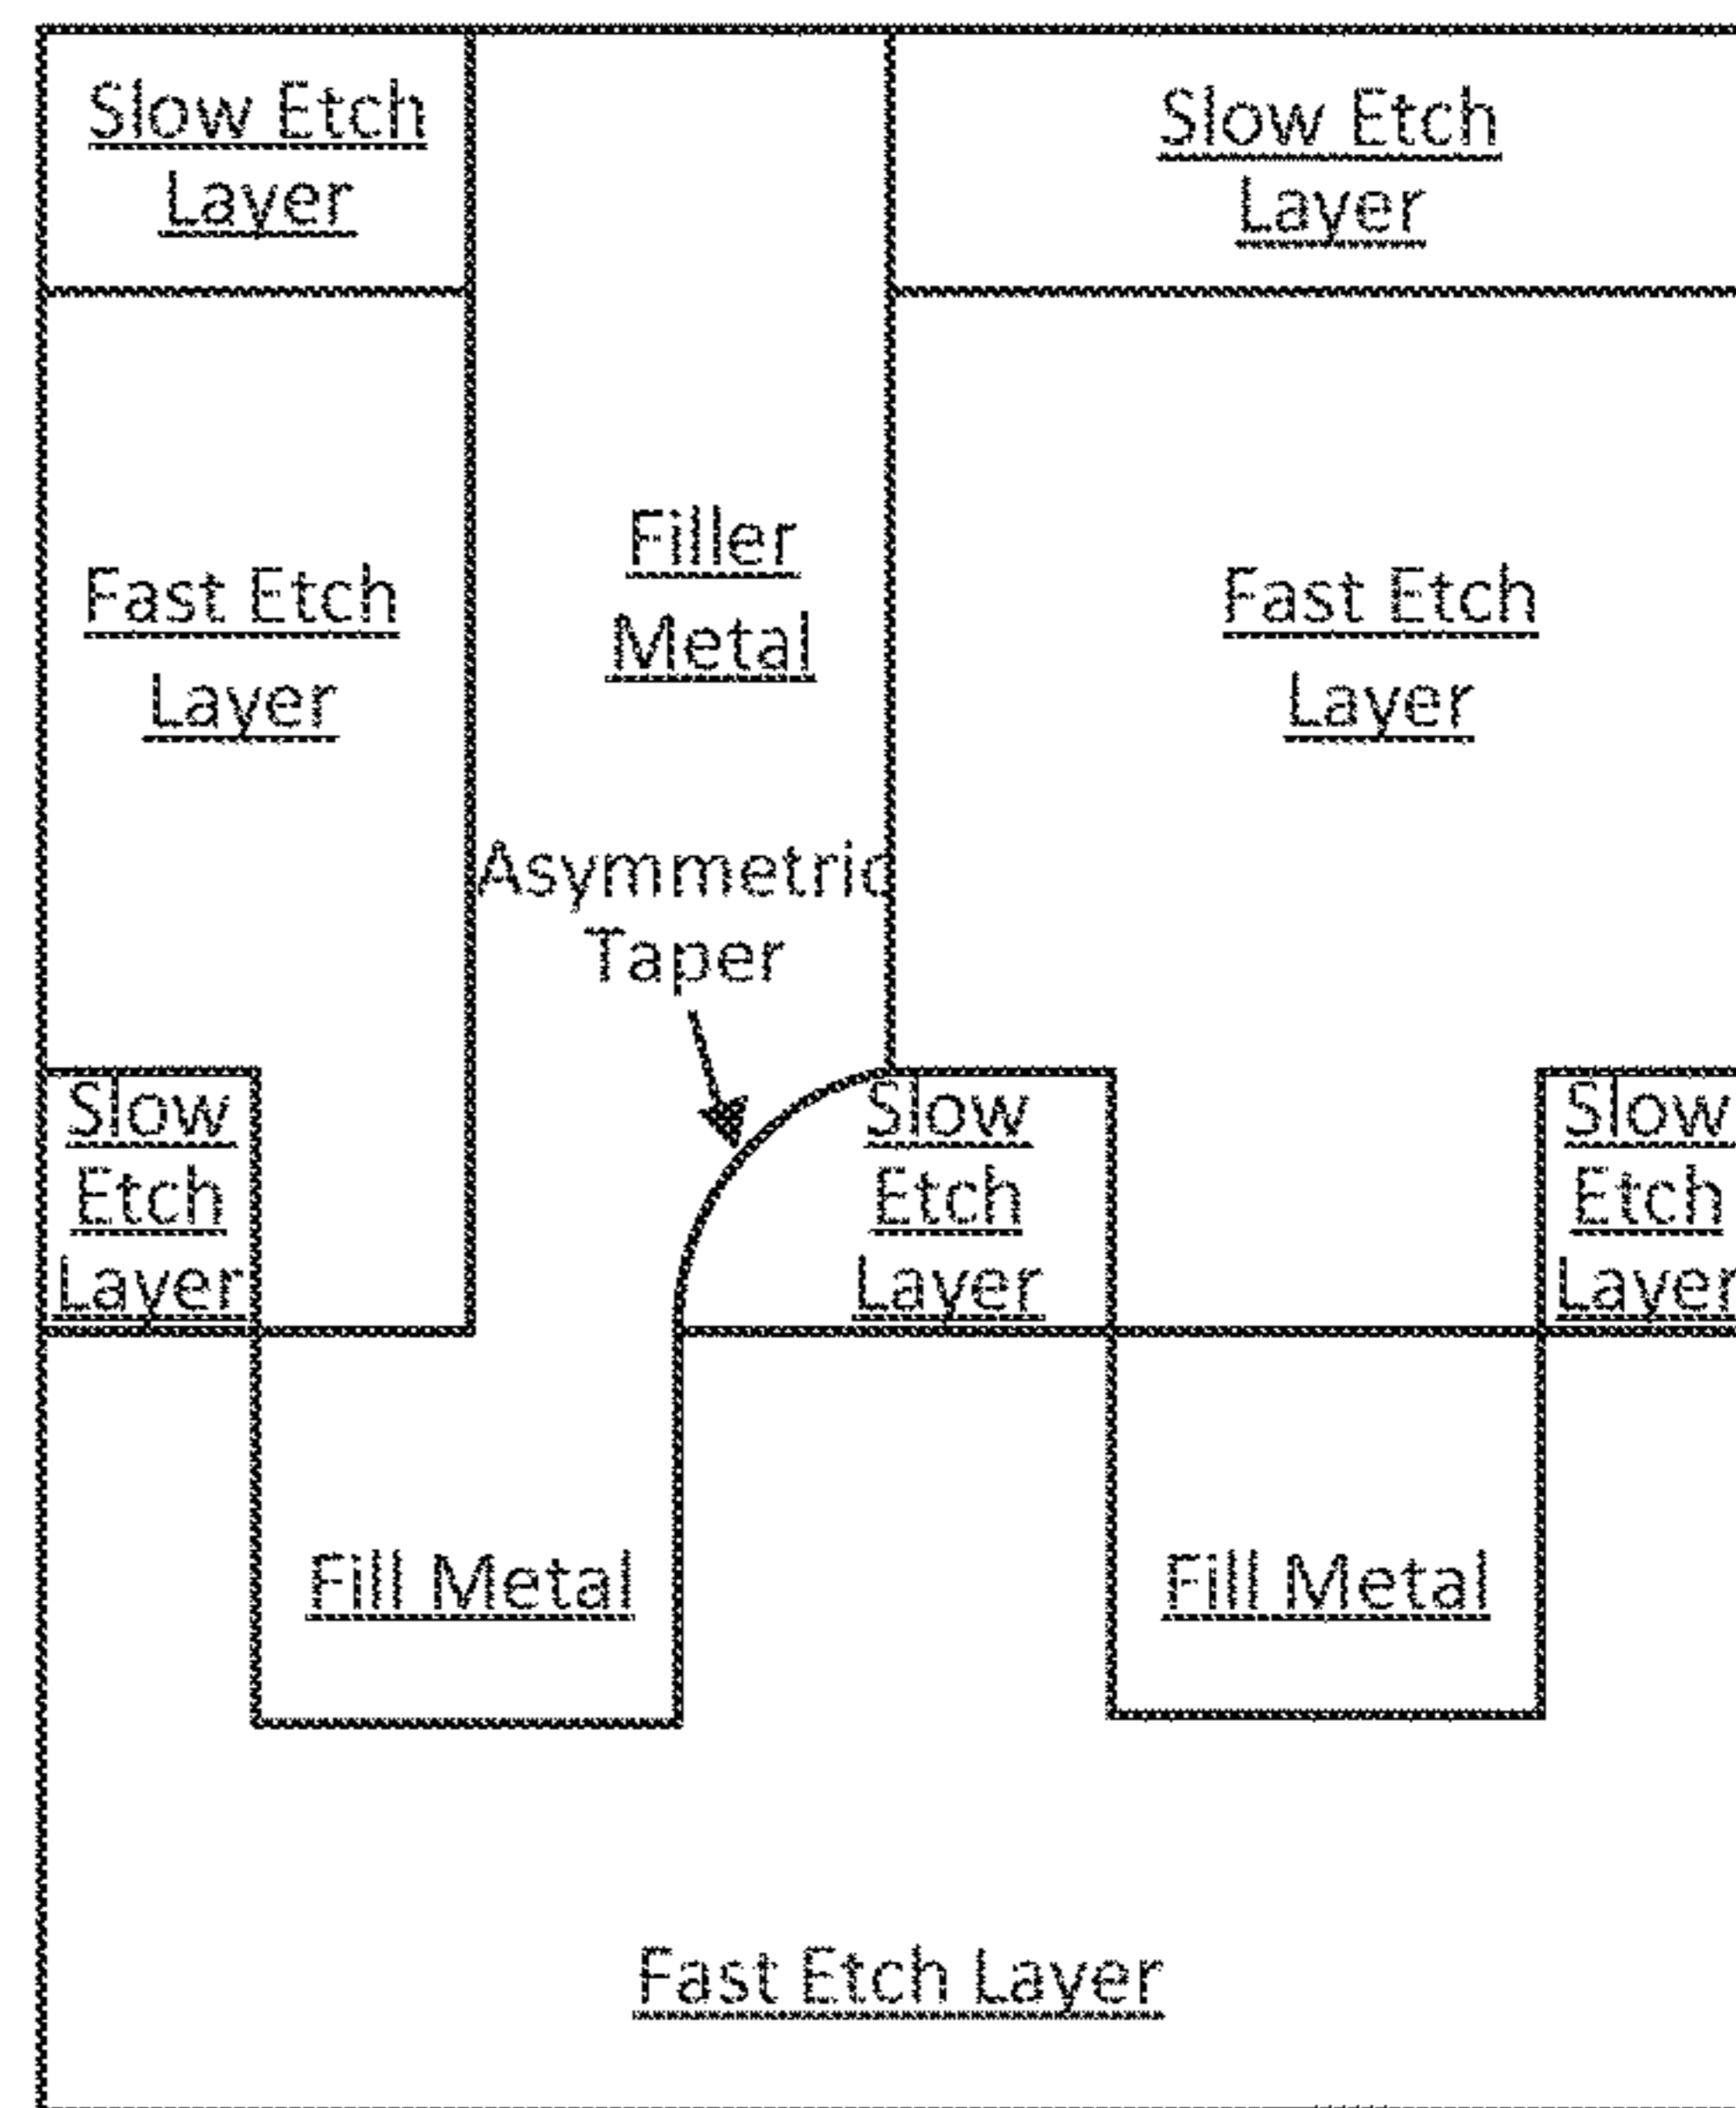 Slow Etch
Layer
Slow Etch
Layer
Filler
Metal
Fast Etch
Layer
Fast Etch
Layer
Asymmetric
Taper
Slow
Etch
Layer
Slow
Etch
Layer
Slow
Etch
Layer
Fill Metal
Fill Metal
Fast Etch Layer